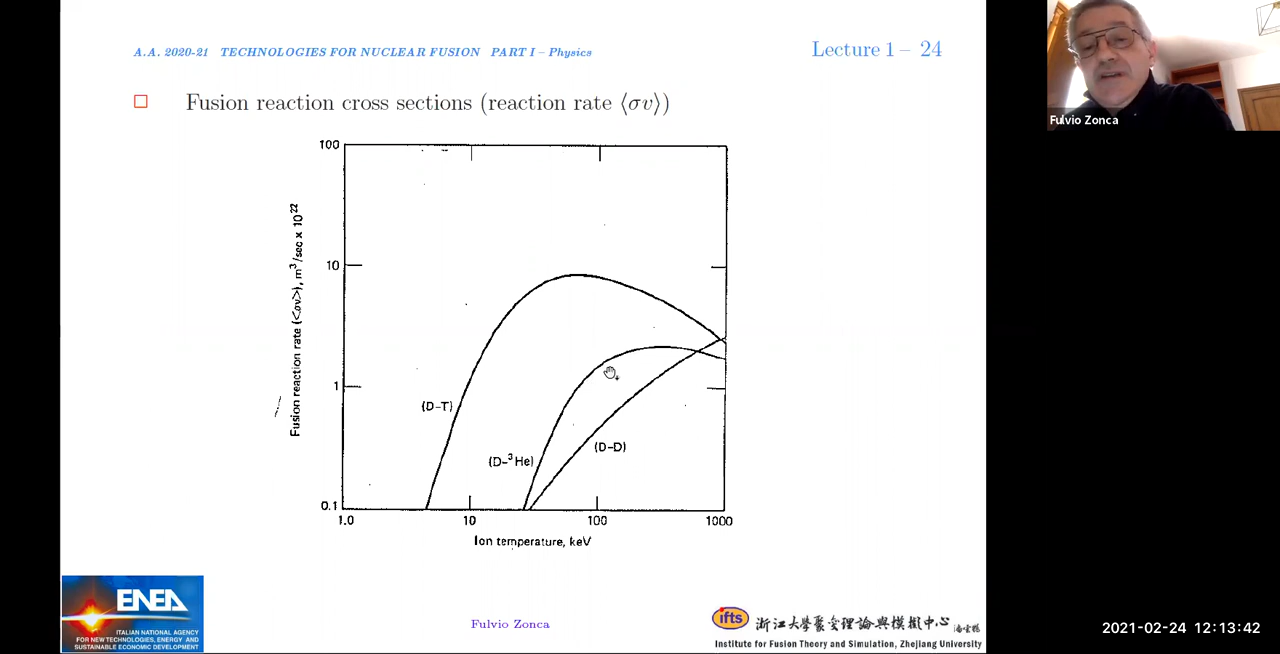 A.A. 2020-21 TECHNOLOGIES FOR NUCLEAR FUSION PART I – Physics
Lecture 1 – 24
Fusion reaction cross sections (reaction rate ⟨σv⟩)
Fulvio Zonca
Fusion reaction rate (<σv>), m³/sec x 10²²
100
10
1
0.1
(D-T)
(D-³He)
(D-D)
1.0 10 100 1000
Ion temperature, keV
ENEA
ITALIAN NATIONAL AGENCY
FOR NEW TECHNOLOGIES, ENERGY AND
SUSTAINABLE ECONOMIC DEVELOPMENT
Fulvio Zonca
ifts
浙江大學聚变理論與模擬中心
Institute for Fusion Theory and Simulation, Zhejiang University
2021-02-24 12:13:42